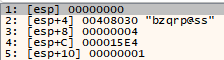 1: [esp] 00000000
2: [esp+4] 00408030 "bzqrp@ss"
3: [esp+8] 00000004
4: [esp+C] 000015E4
5: [esp+10] 00000001